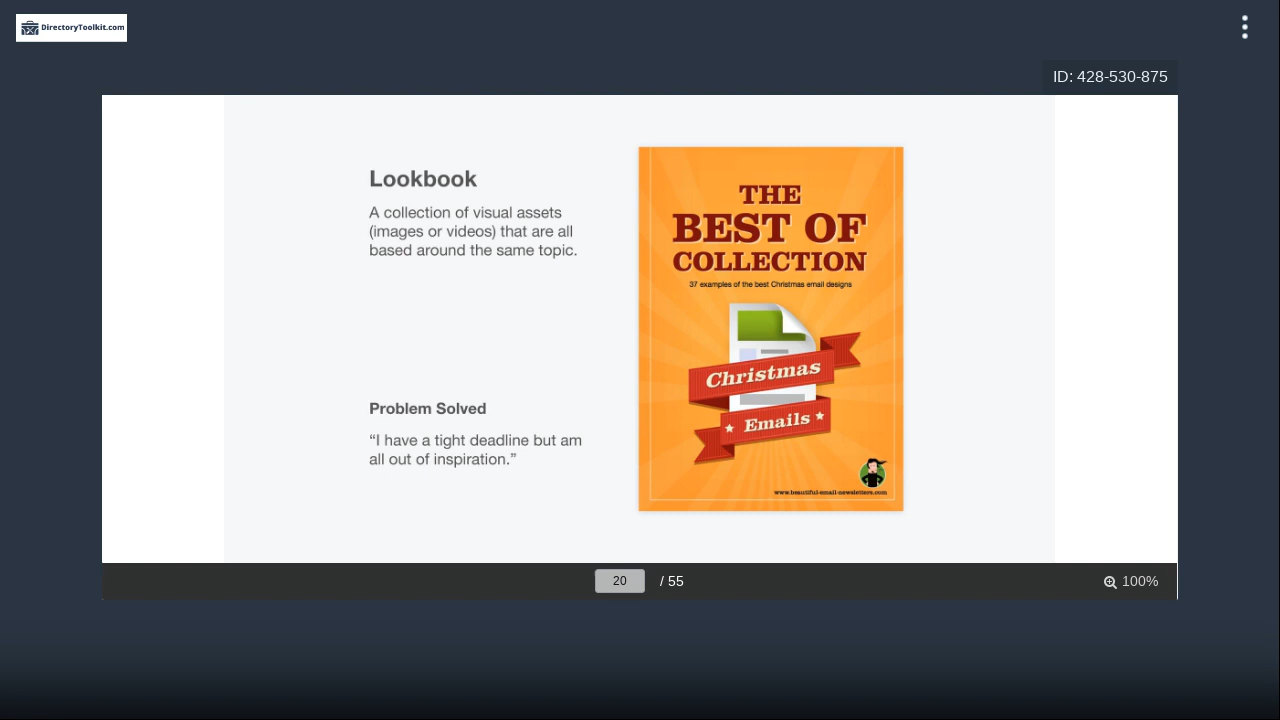 DirectoryToolkit.com
ID: 428-530-875
Lookbook
A collection of visual assets
(images or videos) that are all
based around the same topic.
Problem Solved
“I have a tight deadline but am
all out of inspiration.”
THE
BEST OF
COLLECTION
37 examples of the best Christmas email designs
Christmas
Emails
www.beautiful-email-newsletters.com
20 / 55
100%